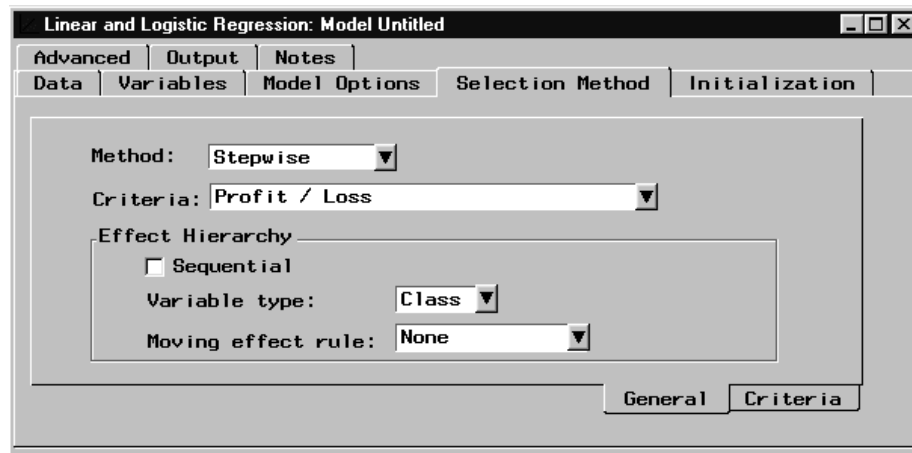 Linear and Logistic Regression: Model Untitled
Advanced Output Notes
Data Variables Model Options Selection Method Initialization
Method: Stepwise
Criteria: Profit / Loss
Effect Hierarchy
Sequential
Variable type: Class
Moving effect rule: None
General Criteria